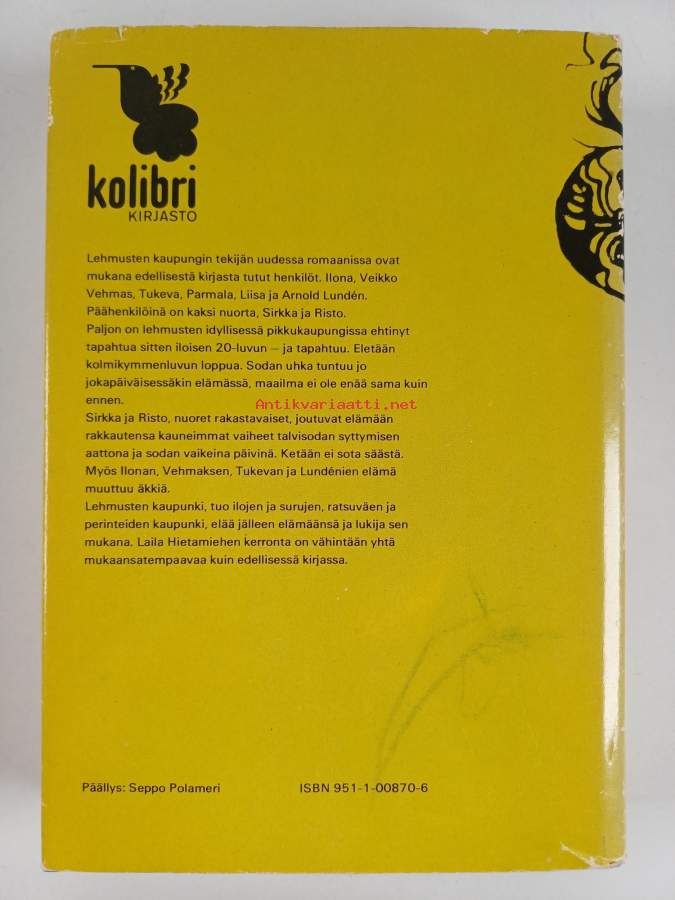 kolibri
KIRJASTO
Lehmusten kaupungin tekijän uudessa romaanissa ovat
mukana edellisestä kirjasta tutut henkilöt. Ilona, Veikko
Vehmas, Tukeva, Parmala, Liisa ja Arnold Lundén.
Päähenkilöinä on kaksi nuorta, Sirkka ja Risto.
Paljon on lehmusten idyllisessä pikkukaupungissa ehtinyt
tapahtua sitten iloisen 20-luvun — ja tapahtuu. Eletään
kolmikymmenluvun loppua. Sodan uhka tuntuu jo
jokapäiväisessäkin elämässä, maailma ei ole enää sama kuin
ennen.
Antikvariaatti.net
Sirkka ja Risto, nuoret rakastavaiset, joutuvat elämään
rakkautensa kauneimmat vaiheet talvisodan syttymisen
aattona ja sodan vaikeina päivinä. Ketään ei sota säästä.
Myös Ilonan, Vehmaksen, Tukevan ja Lundénien elämä
muuttuu äkkiä.
Lehmusten kaupunki, tuo ilojen ja surujen, ratsuväen ja
perinteiden kaupunki, elää jälleen elämäänsä ja lukija sen
mukana. Laila Hietamiehen kerronta on vähintään yhtä
mukaansatempaavaa kuin edellisessä kirjassa.
Päällys: Seppo Polameri
ISBN 951-1-00870-6